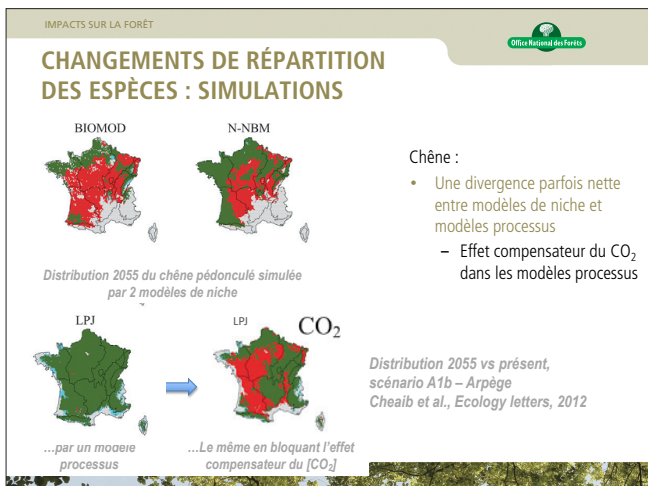 IMPACTS SUR LA FORÊT
Office National des Forêts
CHANGEMENTS DE RÉPARTITION
DES ESPÈCES : SIMULATIONS
BIOMOD
N-NBM
Distribution 2055 du chêne pédonculé simulée
par 2 modèles de niche
LPJ
LPJ
CO₂
…par un modèle
processus
…Le même en bloquant l'effet
compensateur du [CO₂]
Chêne :
• Une divergence parfois nette
entre modèles de niche et
modèles processus
– Effet compensateur du CO₂
dans les modèles processus
Distribution 2055 vs présent,
scénario A1b – Arpège
Cheaib et al., Ecology letters, 2012